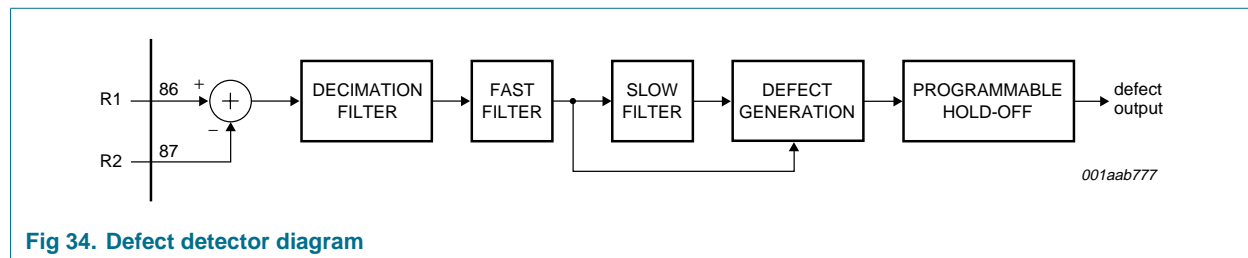 R1
86
+
+
−
R2
87
DECIMATION
FILTER
FAST
FILTER
SLOW
FILTER
DEFECT
GENERATION
PROGRAMMABLE
HOLD-OFF
defect
output
001aab777
Fig 34. Defect detector diagram